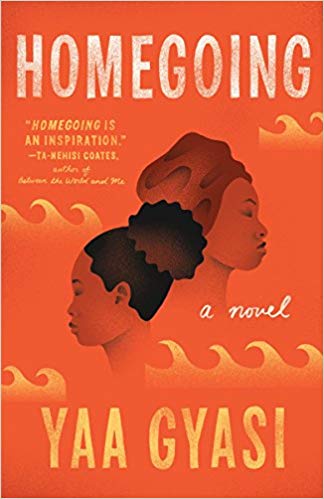 HOMEGOING
"HOMEGOING IS
AN INSPIRATION."
—TA-NEHISI COATES,
author of
Between the World and Me
a novel
YAA GYASI